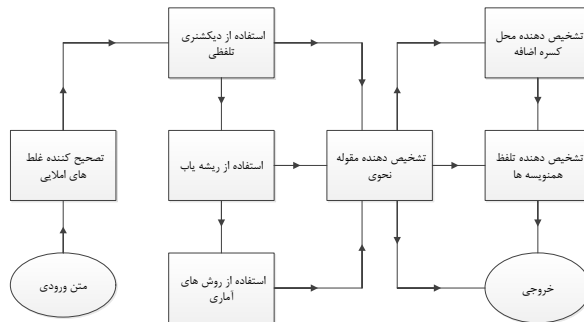 استفاده از دیکشنری
تلفظی
تشخیص دهنده محل
کسره اضافه
تصحیح کننده غلط
های املایی
استفاده از ریشه یاب
تشخیص دهنده مقوله
نحوی
تشخیص دهنده تلفظ
همنویسه ها
متن ورودی
استفاده از روش های
آماری
خروجی